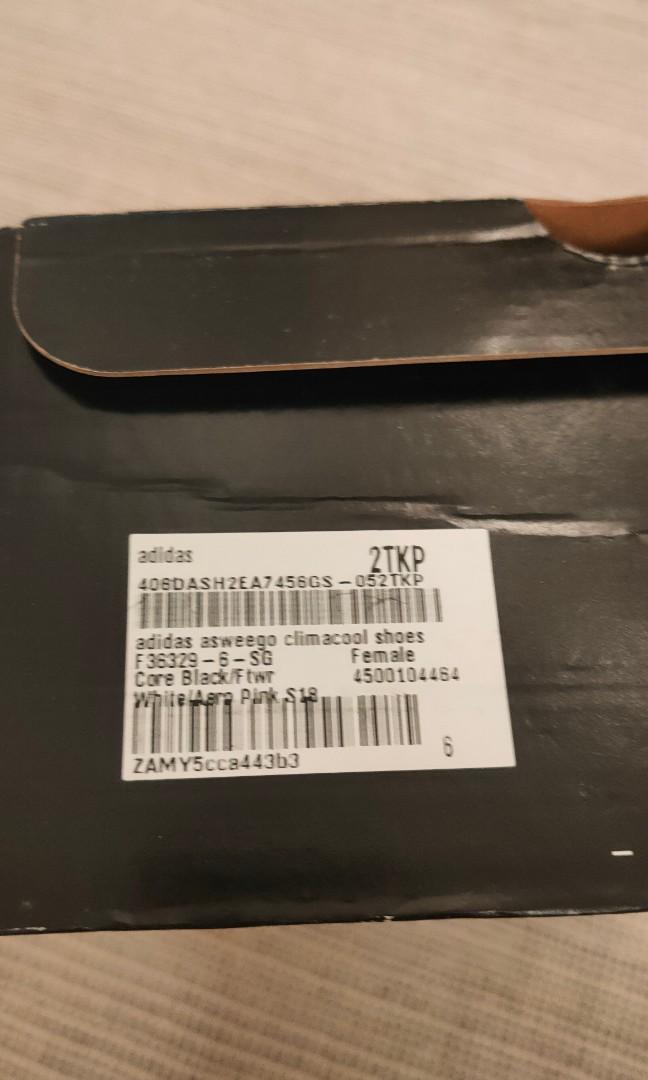 adidas 2TKP
406DASH2EA7456GS-052TKP
adidas asweego climacool shoes
F36329-6-SG Female
Core Black/Ftwr 4500104464
White/Aero Pink S18
ZAMY5cca443b3 6